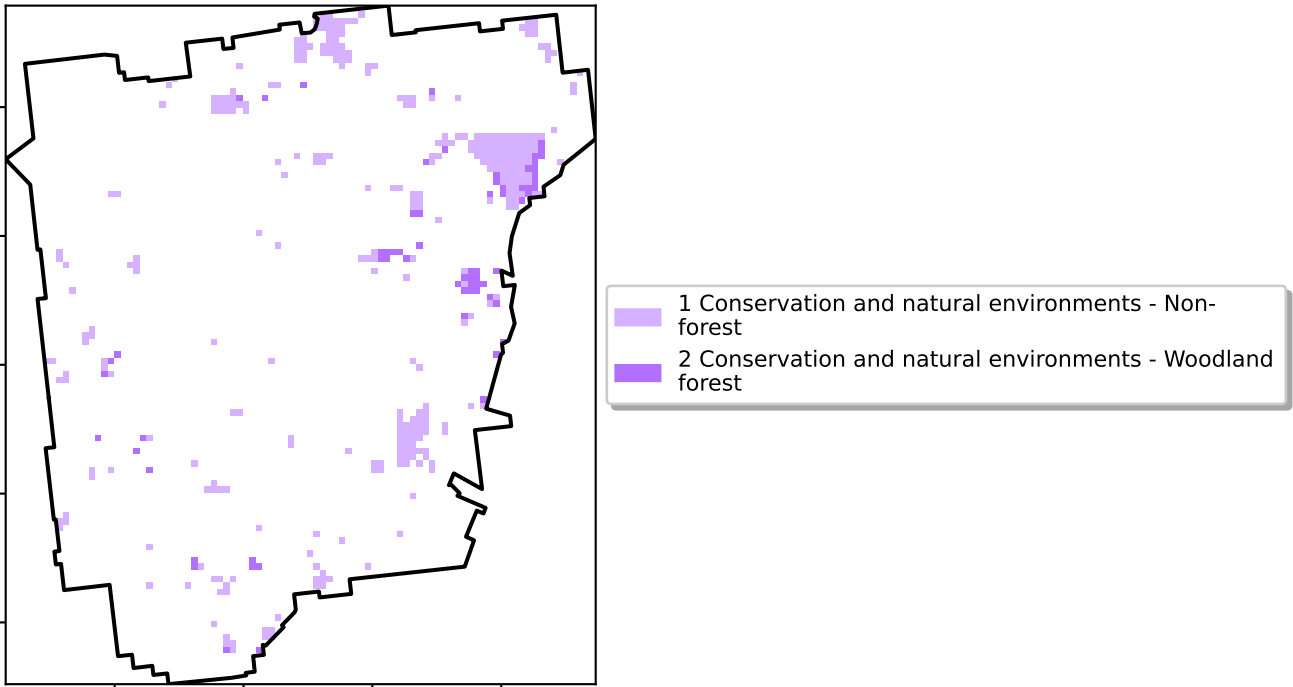 1 Conservation and natural environments - Non-
forest
2 Conservation and natural environments - Woodland
forest